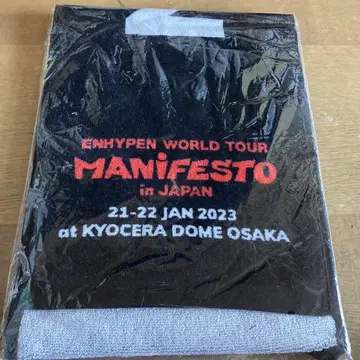 ENHYPEN WORLD TOUR
MANiFESTO
in JAPAN
21-22 JAN 2023
at KYOCERA DOME OSAKA